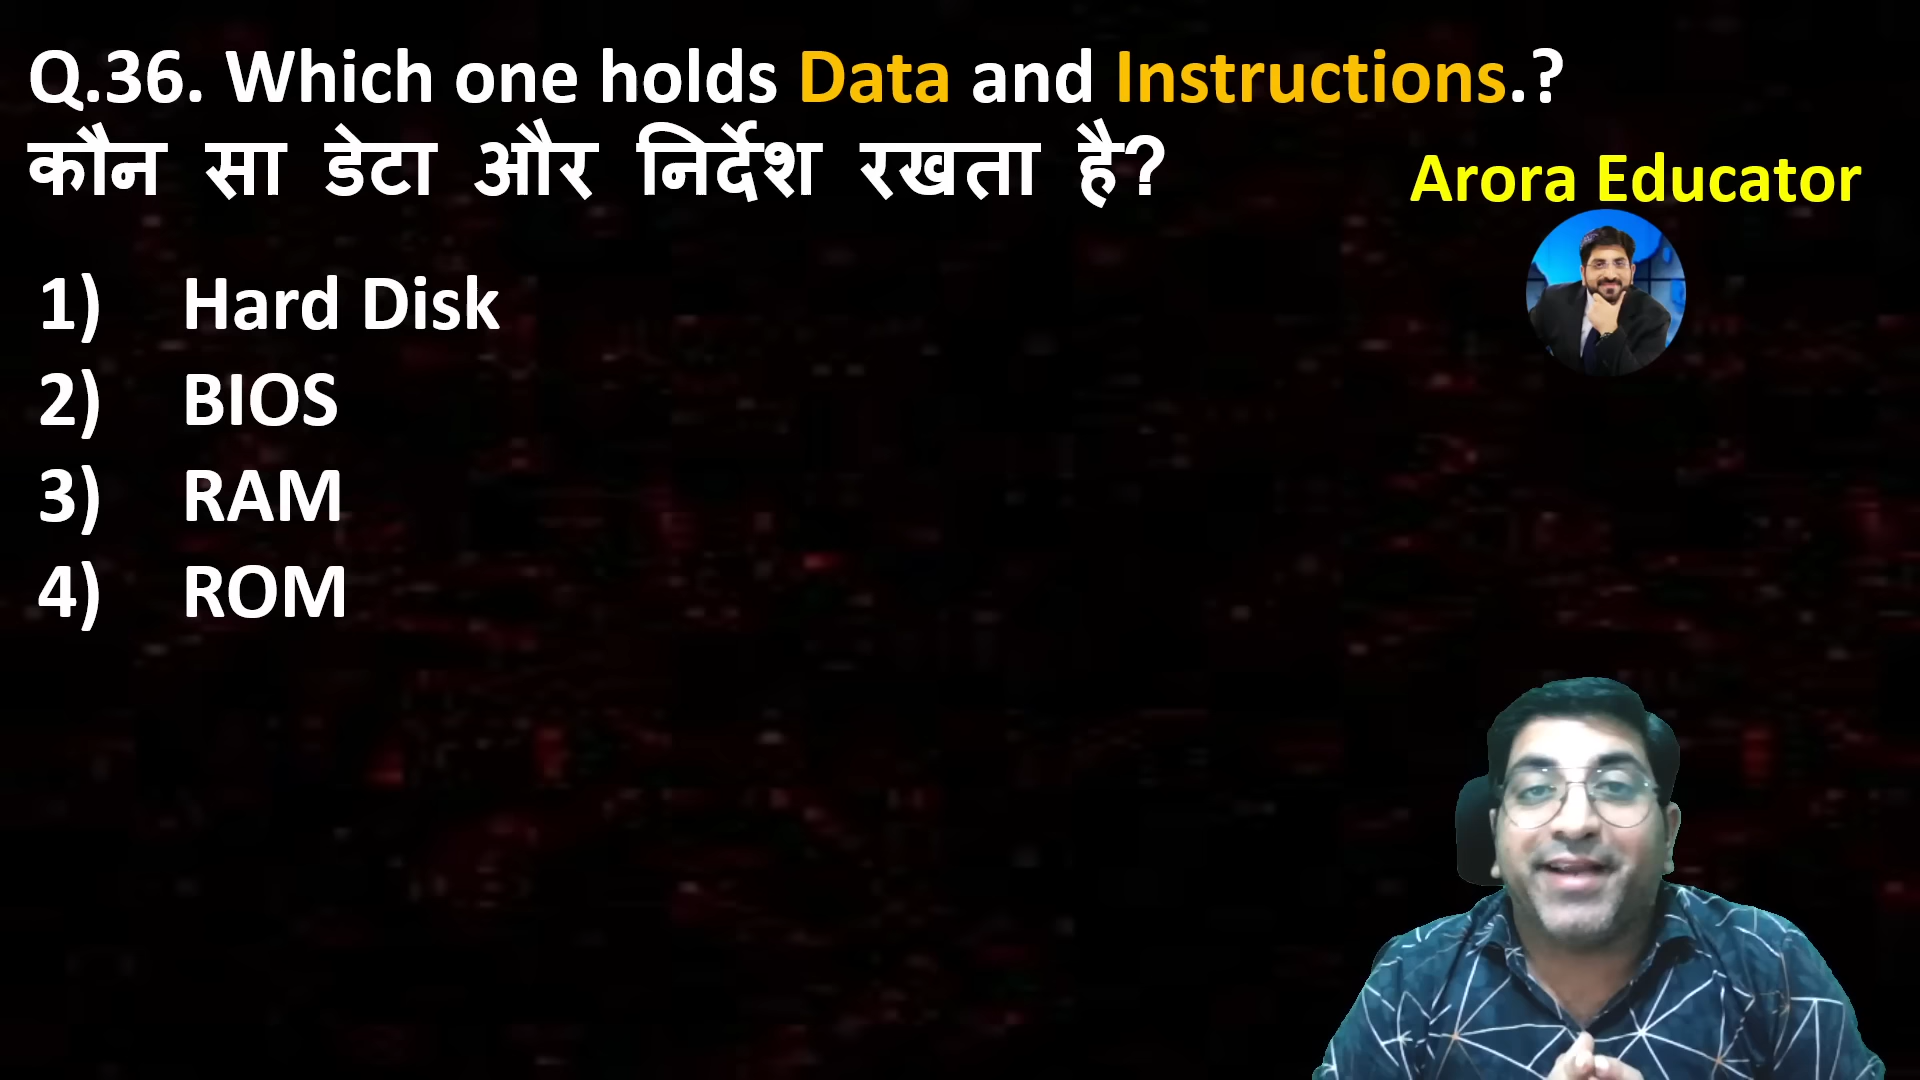 Q.36. Which one holds Data and Instructions.?
कौन सा डेटा और निर्देश रखता है?
Arora Educator
1) Hard Disk
2) BIOS
3) RAM
4) ROM